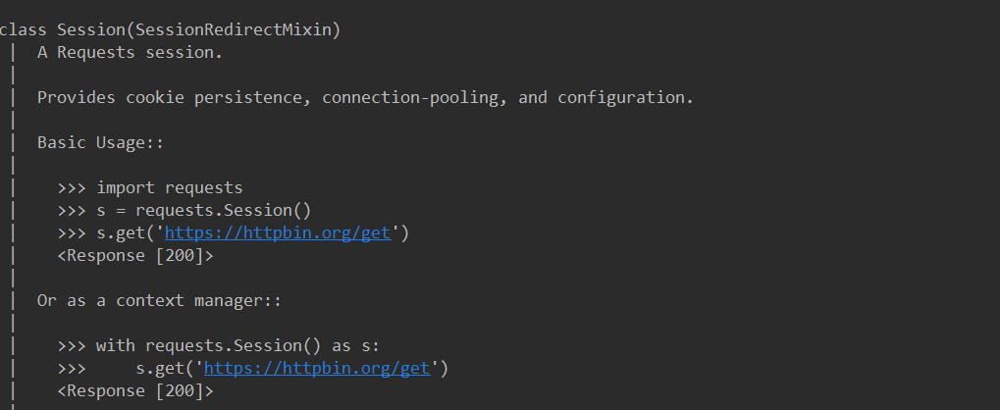 class Session(SessionRedirectMixin)
 |  A Requests session.
 |
 |  Provides cookie persistence, connection-pooling, and configuration.
 |
 |  Basic Usage::
 |
 |    >>> import requests
 |    >>> s = requests.Session()
 |    >>> s.get('https://httpbin.org/get')
 |    <Response [200]>
 |
 |  Or as a context manager::
 |
 |    >>> with requests.Session() as s:
 |    >>>     s.get('https://httpbin.org/get')
 |    <Response [200]>
 |